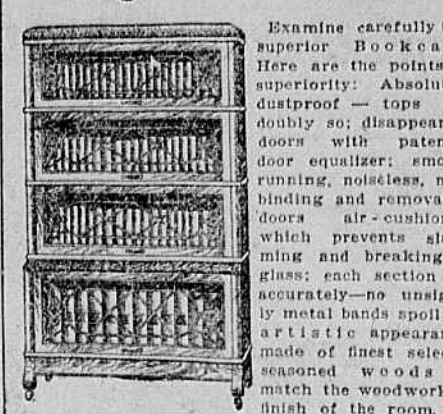 Examine carefully
superior Bookca
Here are the points
superiority: Absolu
dustproof — tops
doubly so; disappear
doors with paten
door equalizer; smo
running, noiseless, n
binding and remova
doors air-cushion
which prevents sl
ming and breaking
glass; each section
accurately—no unsig
ly metal bands spoil
artistic appearan
made of finest selec
seasoned woods
match the woodwork
finish of the room.